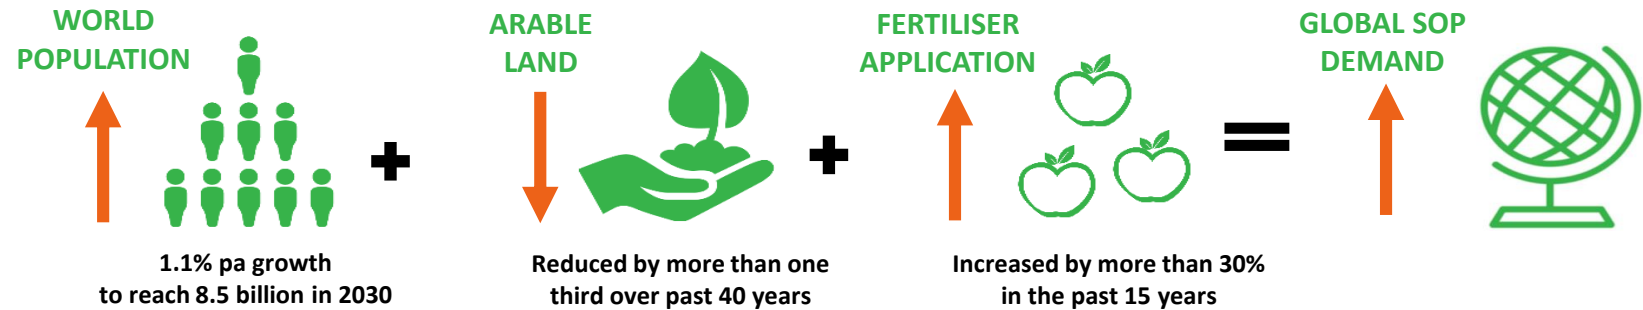 WORLD
POPULATION
1.1% pa growth
to reach 8.5 billion in 2030
+
ARABLE
LAND
Reduced by more than one
third over past 40 years
+
FERTILISER
APPLICATION
Increased by more than 30%
in the past 15 years
=
GLOBAL SOP
DEMAND